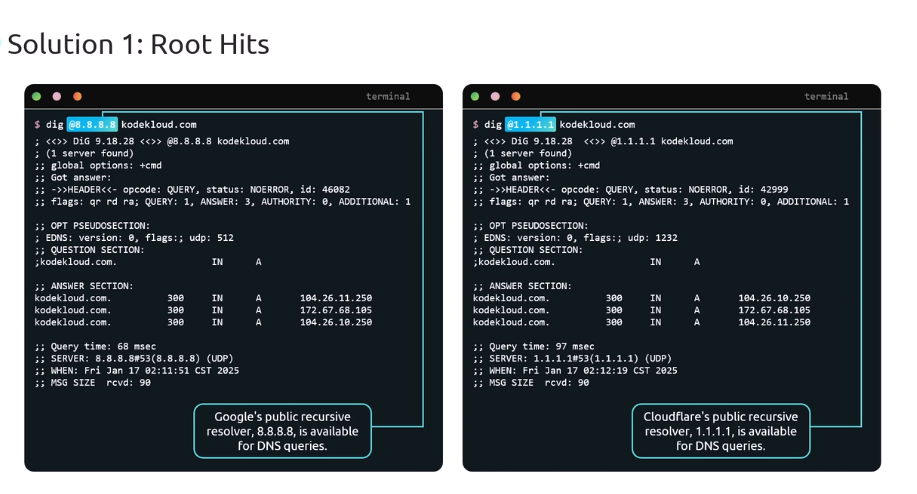 Solution 1: Root Hits
terminal
$ dig @8.8.8.8 kodekloud.com
; <<>> DiG 9.18.28 <<>> @8.8.8.8 kodekloud.com
; (1 server found)
;; global options: +cmd
;; Got answer:
;; ->>HEADER<<- opcode: QUERY, status: NOERROR, id: 46082
;; flags: qr rd ra; QUERY: 1, ANSWER: 3, AUTHORITY: 0, ADDITIONAL: 1
;; OPT PSEUDOSECTION:
; EDNS: version: 0, flags:; udp: 512
;; QUESTION SECTION:
;kodekloud.com. IN A
;; ANSWER SECTION:
kodekloud.com. 300 IN A 104.26.11.250
kodekloud.com. 300 IN A 172.67.68.105
kodekloud.com. 300 IN A 104.26.10.250
;; Query time: 68 msec
;; SERVER: 8.8.8.8#53(8.8.8.8) (UDP)
;; WHEN: Fri Jan 17 02:11:51 CST 2025
;; MSG SIZE rcvd: 90
Google's public recursive
resolver, 8.8.8.8, is available
for DNS queries.
terminal
$ dig @1.1.1.1 kodekloud.com
; <<>> DiG 9.18.28 <<>> @1.1.1.1 kodekloud.com
; (1 server found)
;; global options: +cmd
;; Got answer:
;; ->>HEADER<<- opcode: QUERY, status: NOERROR, id: 42999
;; flags: qr rd ra; QUERY: 1, ANSWER: 3, AUTHORITY: 0, ADDITIONAL: 1
;; OPT PSEUDOSECTION:
; EDNS: version: 0, flags:; udp: 1232
;; QUESTION SECTION:
;kodekloud.com. IN A
;; ANSWER SECTION:
kodekloud.com. 300 IN A 104.26.10.250
kodekloud.com. 300 IN A 172.67.68.105
kodekloud.com. 300 IN A 104.26.11.250
;; Query time: 97 msec
;; SERVER: 1.1.1.1#53(1.1.1.1) (UDP)
;; WHEN: Fri Jan 17 02:12:19 CST 2025
;; MSG SIZE rcvd: 90
Cloudflare's public recursive
resolver, 1.1.1.1, is available
for DNS queries.